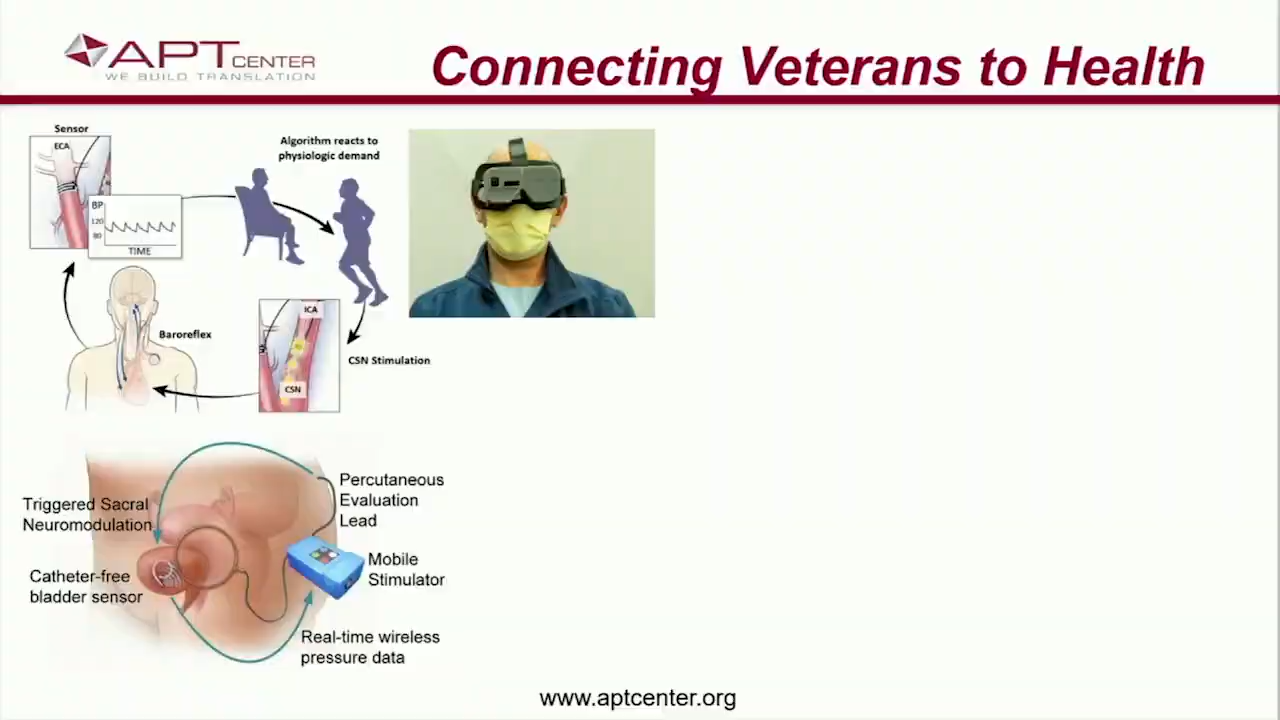 APT CENTER
WE BUILD TRANSLATION
Connecting Veterans to Health
Sensor
ECA
BP
120
80
TIME
Algorithm reacts to
physiologic demand
Baroreflex
ICA
CSN
CSN Stimulation
Triggered Sacral
Neuromodulation
Catheter-free
bladder sensor
Percutaneous
Evaluation
Lead
Mobile
Stimulator
Real-time wireless
pressure data
www.aptcenter.org